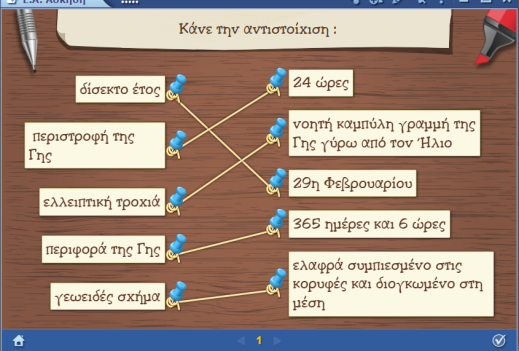 Ε.Α. Άσκηση
Κάνε την αντιστοίχιση :
δίσεκτο έτος
περιστροφή της
Γης
ελλειπτική τροχιά
περιφορά της Γης
γεωειδές σχήμα
24 ώρες
νοητή καμπύλη γραμμή της
Γης γύρω από τον Ήλιο
29η Φεβρουαρίου
365 ημέρες και 6 ώρες
ελαφρά συμπιεσμένο στις
κορυφές και διογκωμένο στη
μέση
1